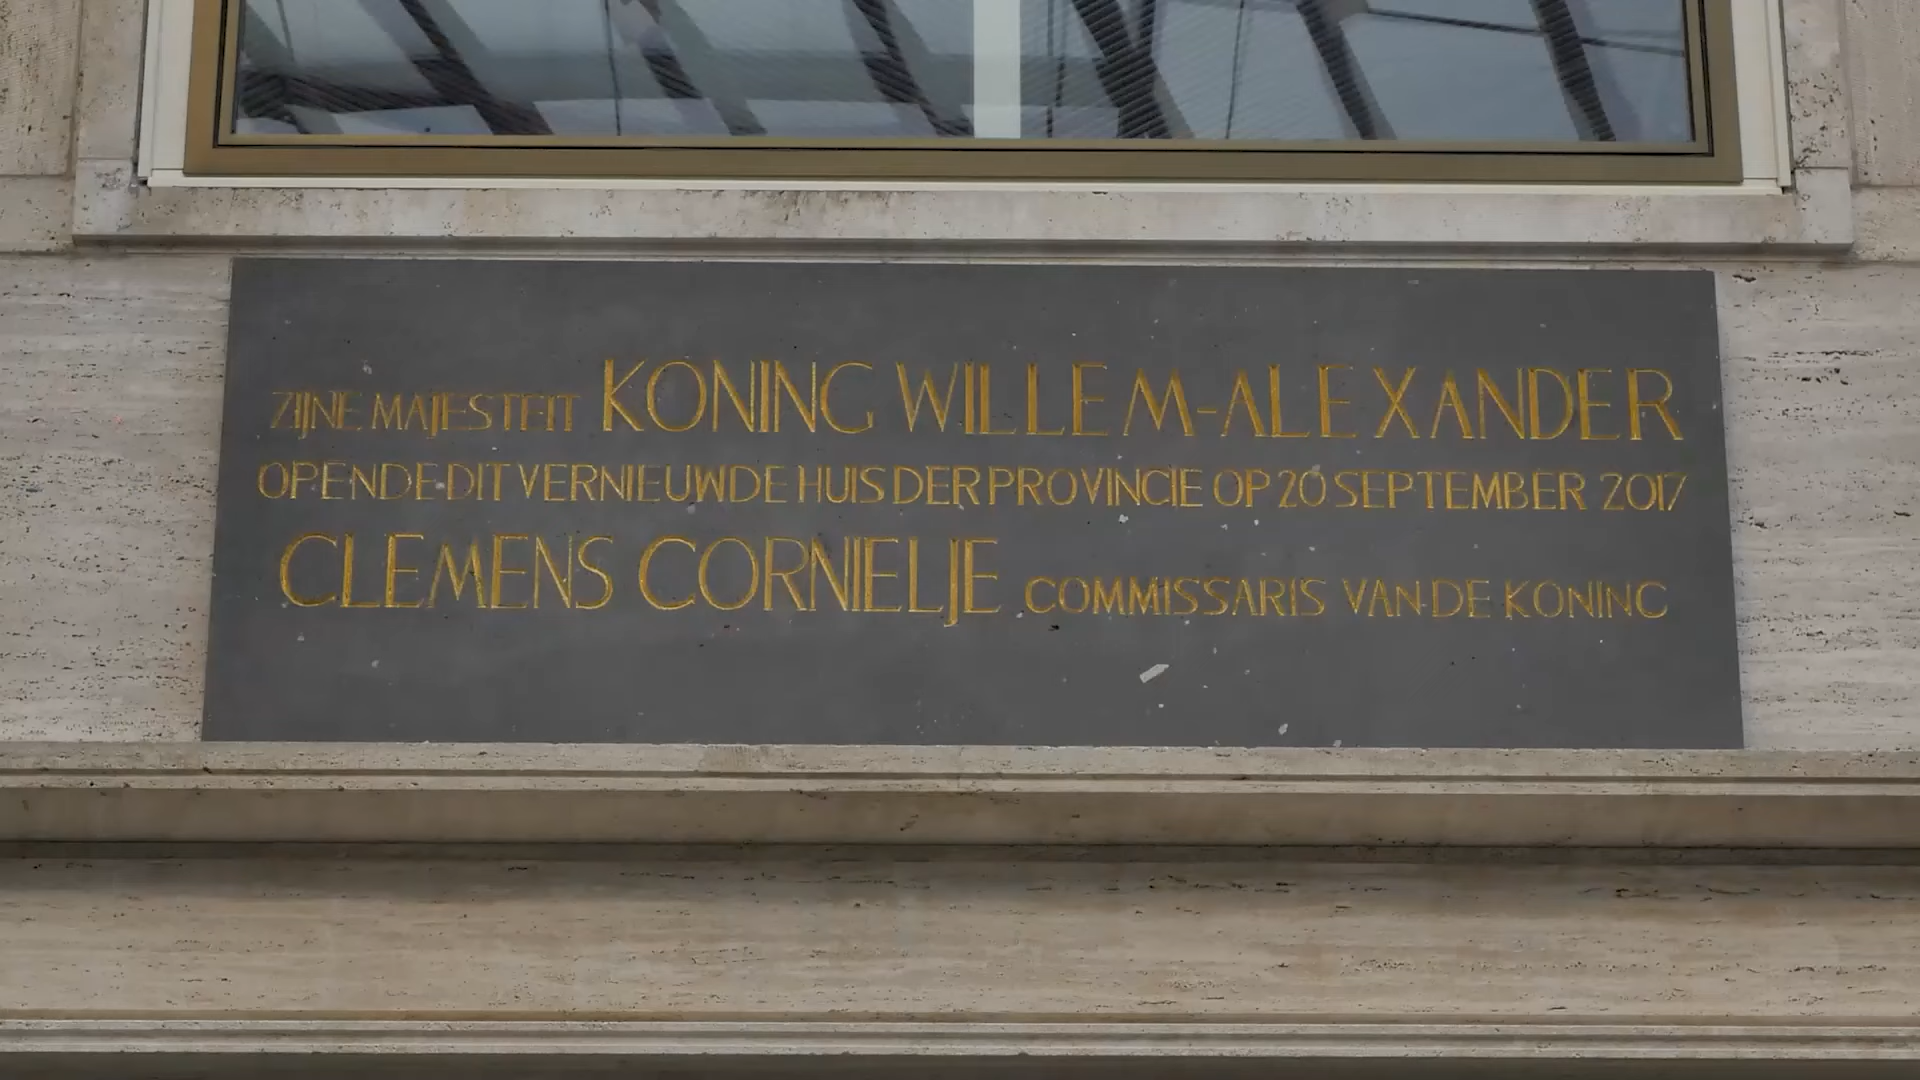 ZIJNE MAJESTEIT KONING WILLEM-ALEXANDER
OPENDE DIT VERNIEUWDE HUIS DER PROVINCIE OP 20 SEPTEMBER 2017
CLEMENS CORNIELJE COMMISSARIS VAN DE KONING